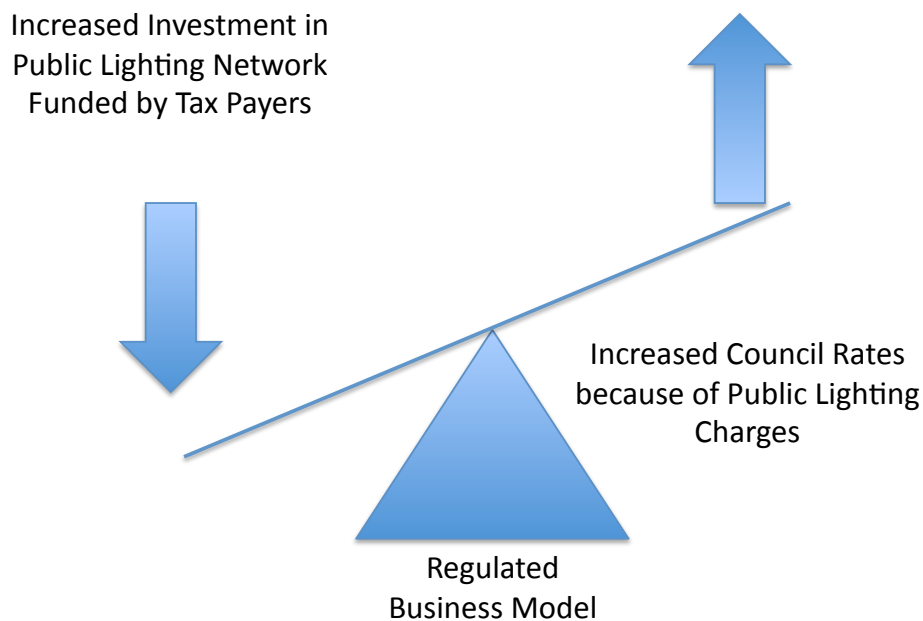 Increased Investment in
Public Lighting Network
Funded by Tax Payers
Increased Council Rates
because of Public Lighting
Charges
Regulated
Business Model